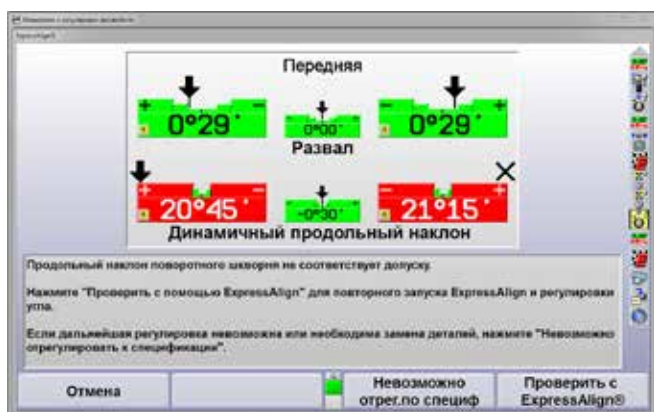 ExpressAlign®
Передняя
+ - - +
0°29' 0°00' 0°29'
Развал
+ - - +
20°45' -0°30' 21°15'
Динамичный продольный наклон
Продольный наклон поворотного шкворня не соответствует допуску.
Нажмите "Проверить с помощью ExpressAlign" для повторного запуска ExpressAlign и регулировки
угла.
Если дальнейшая регулировка невозможна или необходима замена деталей, нажмите "Невозможно
отрегулировать к спецификации".
Отмена
Невозможно
отрег.по специф
Проверить с
ExpressAlign®